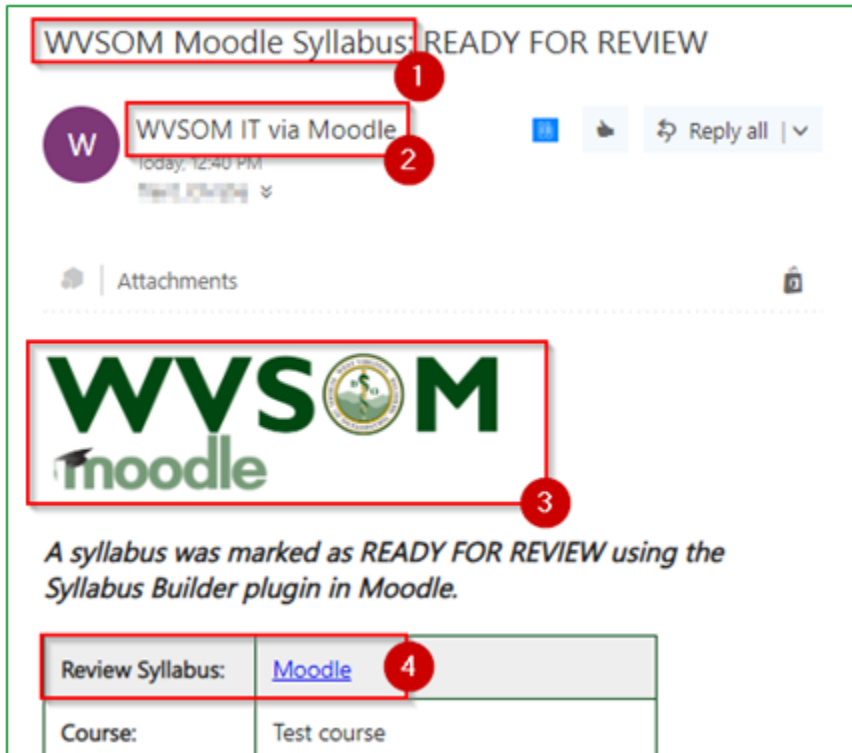 WVSOM Moodle Syllabus: READY FOR REVIEW
1
W
WVSOM IT via Moodle
2
Reply all
Today, 12:40 PM
Attachments
WVSOM
moodle
3
A syllabus was marked as READY FOR REVIEW using the
Syllabus Builder plugin in Moodle.
Review Syllabus: Moodle
4
Course: Test course